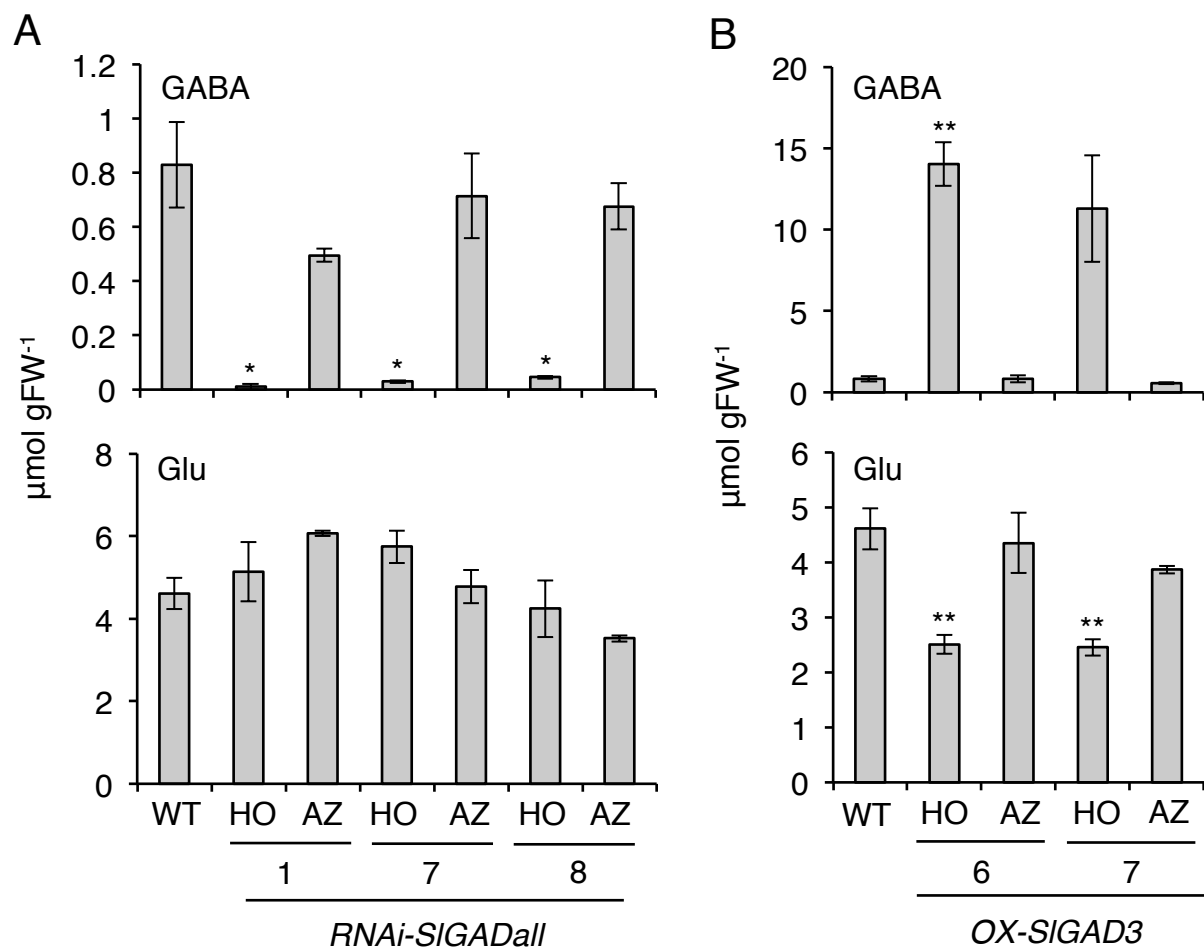 A
µmol gFW-1
1.2
1
0.8
0.6
0.4
0.2
0
GABA
*
*
*
8
6
4
2
0
Glu
WT HO AZ HO AZ HO AZ
1 7 8
RNAi-SlGADall
B
µmol gFW-1
20
15
10
5
0
GABA
**
6
5
4
3
2
1
0
Glu
**
**
WT HO AZ HO AZ
6 7
OX-SlGAD3